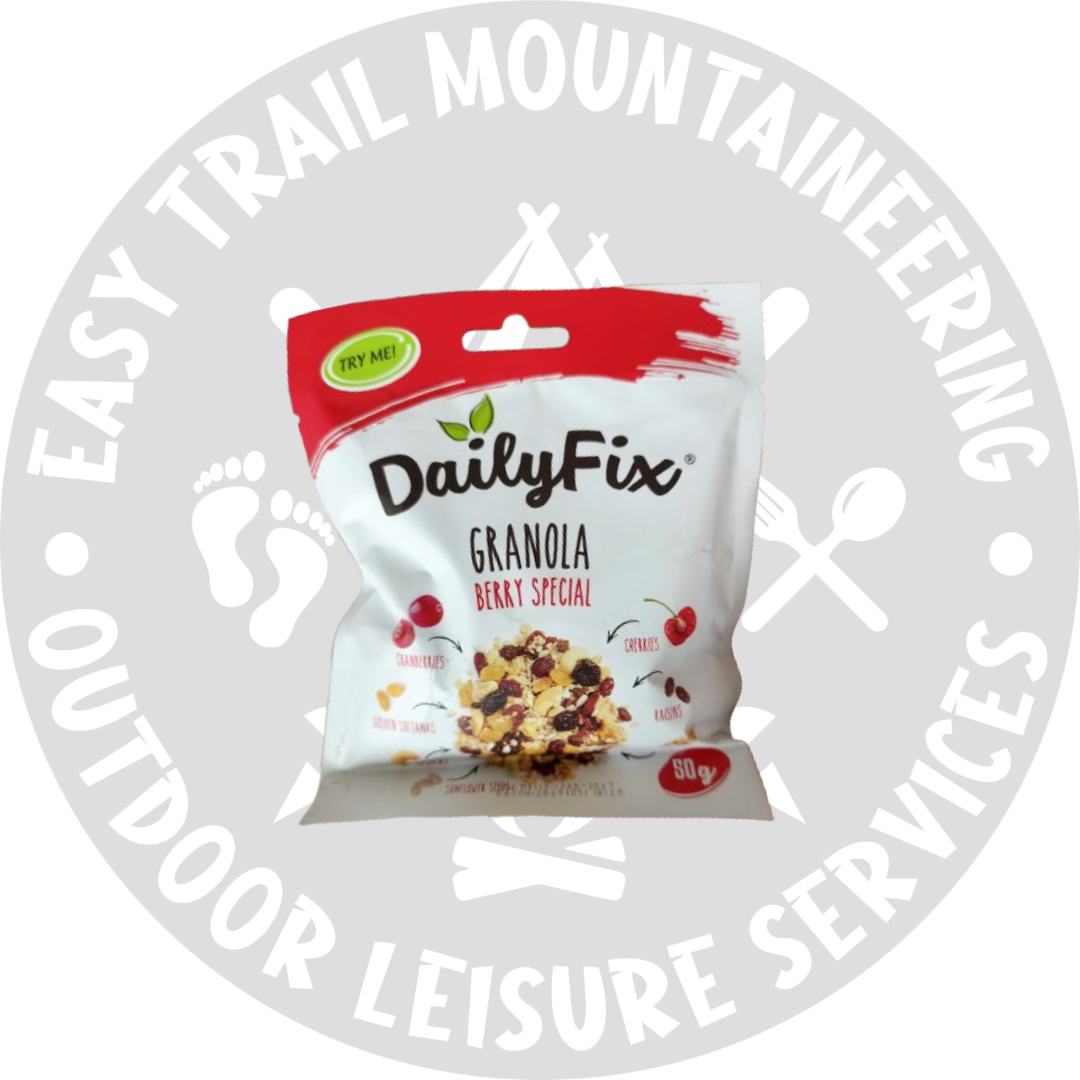 EASY TRAIL MOUNTAINEERING
TRY ME!
DailyFix®
GRANOLA
BERRY SPECIAL
CRANBERRIES
CHERRIES
GOLDEN SULTANAS
RAISINS
SUNFLOWER SEEDS
50g
OUTDOOR LEISURE SERVICES